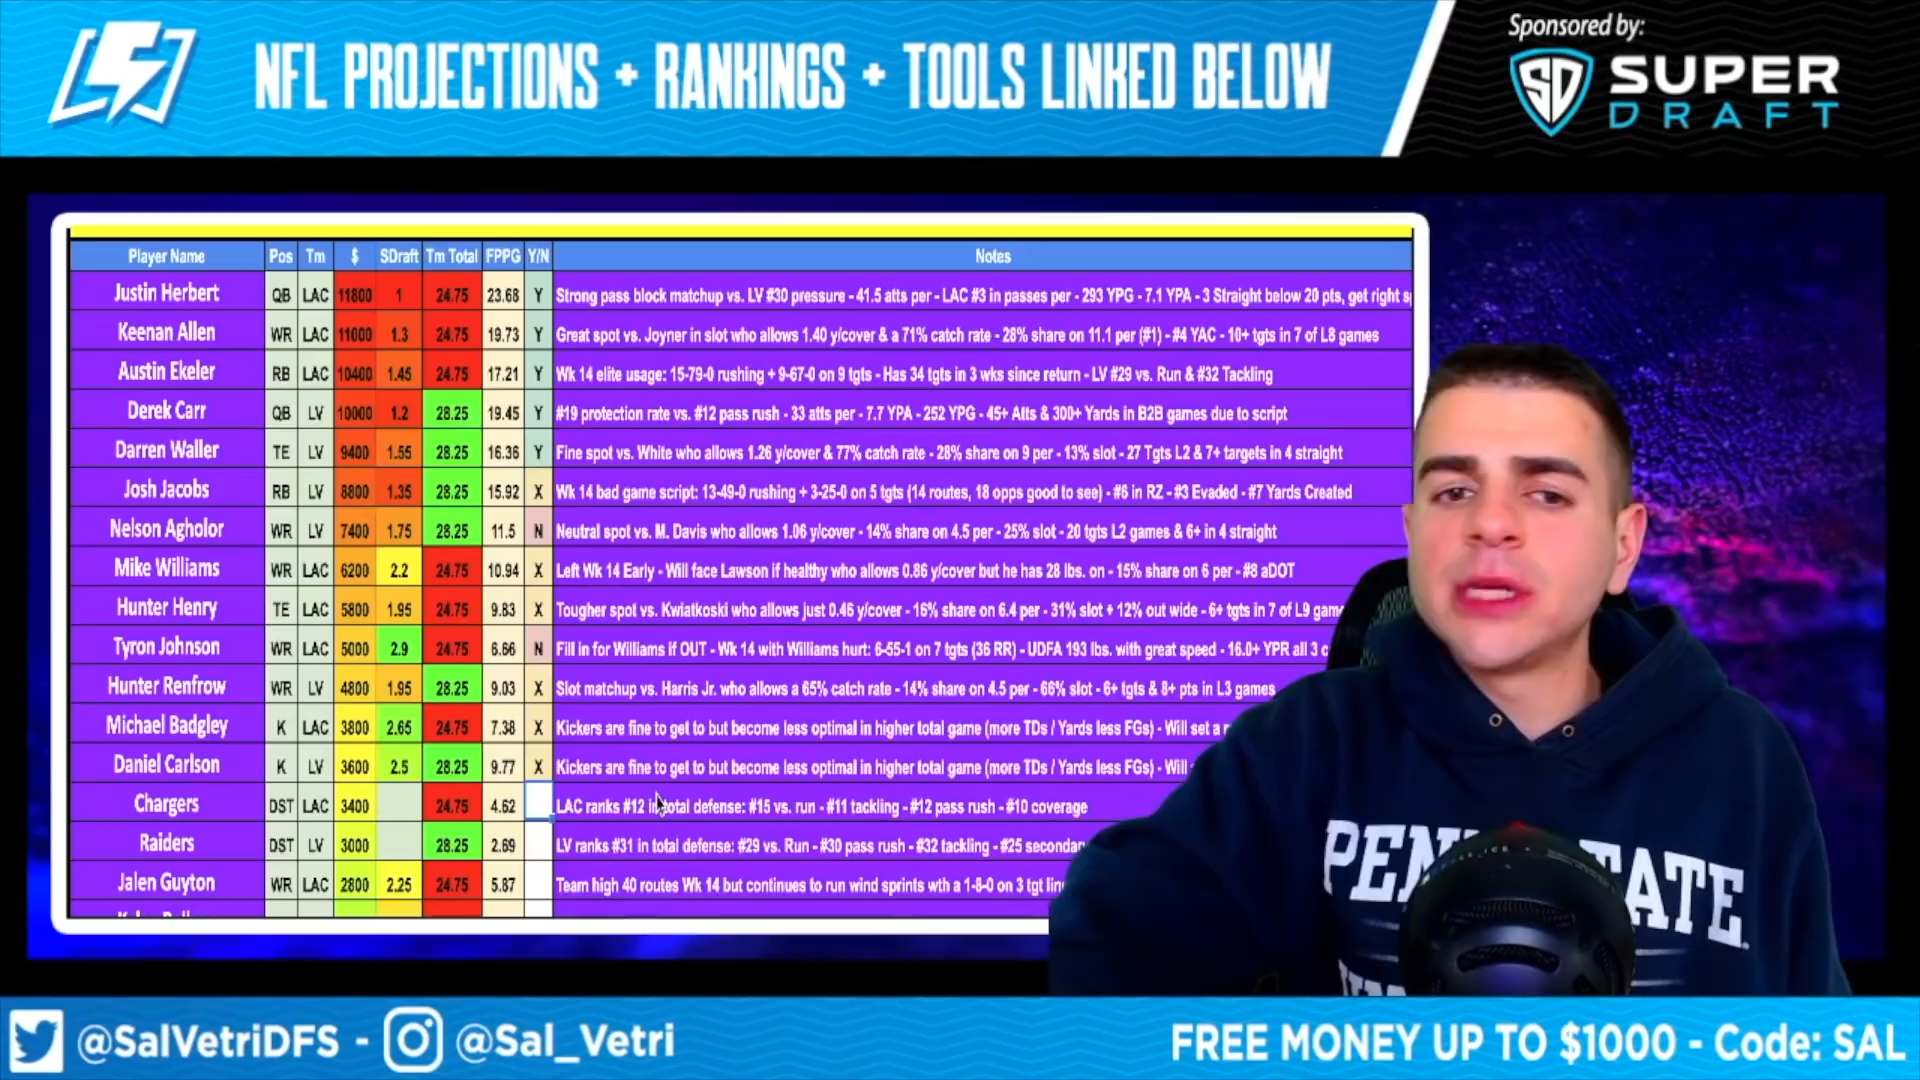 NFL PROJECTIONS + RANKINGS + TOOLS LINKED BELOW
Sponsored by:
SD SUPER
DRAFT
Player Name Pos Tm $ SDraft Tm Total FPPG Y/N Notes
Justin Herbert QB LAC 11800 1 24.75 23.68 Y Strong pass block matchup vs. LV #30 pressure - 41.5 atts per - LAC #3 in passes per - 293 YPG - 7.1 YPA - 3 Straight below 20 pts, get right
Keenan Allen WR LAC 11000 1.3 24.75 19.73 Y Great spot vs. Joyner in slot who allows 1.40 y/cover & a 71% catch rate - 28% share on 11.1 per (#1) - #4 YAC - 10+ tgts in 7 of L8 games
Austin Ekeler RB LAC 10400 1.45 24.75 17.21 Y Wk 14 elite usage: 15-79-0 rushing + 9-67-0 on 9 tgts - Has 34 tgts in 3 wks since return - LV #29 vs. Run & #32 Tackling
Derek Carr QB LV 10000 1.2 28.25 19.45 Y #19 protection rate vs. #12 pass rush - 33 atts per - 7.7 YPA - 252 YPG - 45+ Atts & 300+ Yards in B2B games due to script
Darren Waller TE LV 9400 1.55 28.25 16.36 Y Fine spot vs. White who allows 1.26 y/cover & 77% catch rate - 28% share on 9 per - 13% slot - 27 Tgts L2 & 7+ targets in 4 straight
Josh Jacobs RB LV 8800 1.35 28.25 15.92 X Wk 14 bad game script: 13-49-0 rushing + 3-25-0 on 5 tgts (14 routes, 18 opps good to see) - #6 in RZ - #3 Evaded - #7 Yards Created
Nelson Agholor WR LV 7400 1.75 28.25 11.5 N Neutral spot vs. M. Davis who allows 1.06 y/cover - 14% share on 4.5 per - 25% slot - 20 tgts L2 games & 6+ in 4 straight
Mike Williams WR LAC 6200 2.2 24.75 10.94 X Left Wk 14 Early - Will face Lawson if healthy who allows 0.86 y/cover but he has 28 lbs. on - 15% share on 6 per - #8 aDOT
Hunter Henry TE LAC 5800 1.95 24.75 9.83 X Tougher spot vs. Kwiatkoski who allows just 0.46 y/cover - 16% share on 6.4 per - 31% slot + 12% out wide - 6+ tgts in 7 of L9
Tyron Johnson WR LAC 5000 2.9 24.75 6.66 N Fill in for Williams if OUT - Wk 14 with Williams hurt: 6-55-1 on 7 tgts (36 RR) - UDFA 193 lbs. with great speed - 16.0+ YPR all 3
Hunter Renfrow WR LV 4800 1.95 28.25 9.03 X Slot matchup vs. Harris Jr. who allows a 65% catch rate - 14% share on 4.5 per - 66% slot - 6+ tgts & 8+ pts in L3 games
Michael Badgley K LAC 3800 2.65 24.75 7.38 X Kickers are fine to get to but become less optimal in higher total game (more TDs / Yards less FGs) - Will set a
Daniel Carlson K LV 3600 2.5 28.25 9.77 X Kickers are fine to get to but become less optimal in higher total game (more TDs / Yards less FGs) - Will
Chargers DST LAC 3400 24.75 4.62 LAC ranks #12 in total defense: #15 vs. run - #11 tackling - #12 pass rush - #10 coverage
Raiders DST LV 3000 28.25 2.69 LV ranks #31 in total defense: #29 vs. Run - #30 pass rush - #32 tackling - #25
Jalen Guyton WR LAC 2800 2.25 24.75 5.87 Team high 40 routes Wk 14 but continues to run wind sprints wth a 1-8-0 on 3 tgt
PENN STATE
@SalVetriDFS - @Sal_Vetri
FREE MONEY UP TO $1000 - Code: SAL